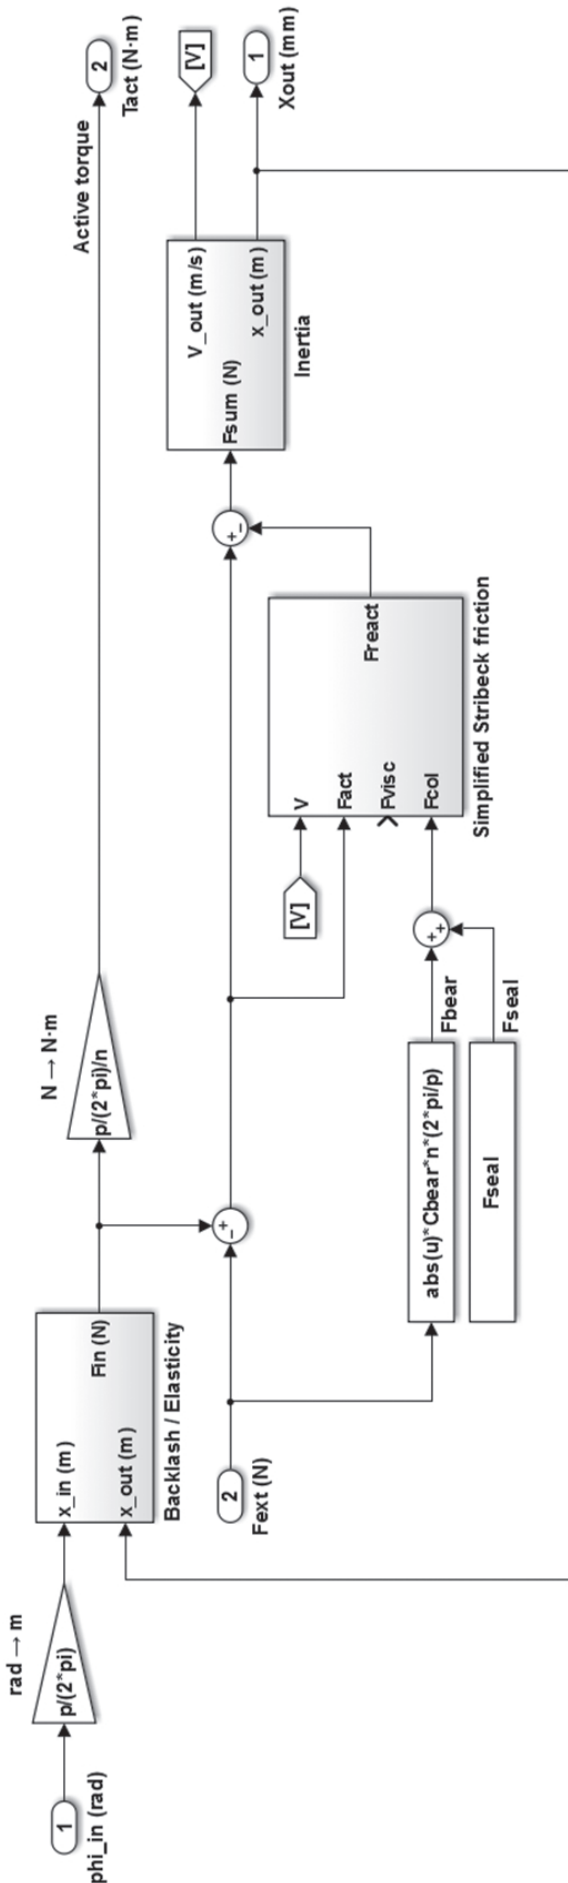 1
phi_in (rad)
rad → m
p/(2*pi)
x_in (m)
x_out (m)
Fin (N)
Backlash / Elasticity
2
Fext (N)
N → N·m
p/(2*pi)/n
Active torque
2
Tact (N·m)
-+
abs(u)*Cbear*n*(2*pi/p)
Fbear
Fseal
Fseal
++
[V]
V
Fact
Fvisc
Fcol
Freact
Simplified Stribeck friction
+-
Fsum (N)
V_out (m/s)
x_out (m)
Inertia
[V]
1
Xout (mm)